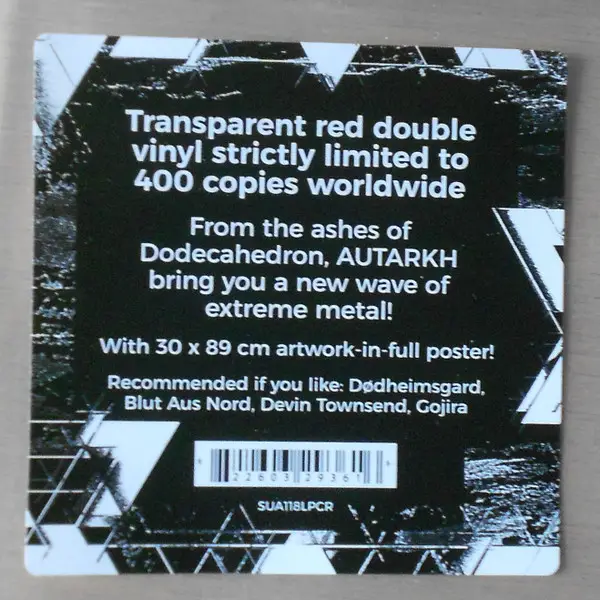 Transparent red double
vinyl strictly limited to
400 copies worldwide
From the ashes of
Dodecahedron, AUTARKH
bring you a new wave of
extreme metal!
With 30 x 89 cm artwork-in-full poster!
Recommended if you like: Dødheimsgard,
Blut Aus Nord, Devin Townsend, Gojira
22603 29361
SUA118LPCR